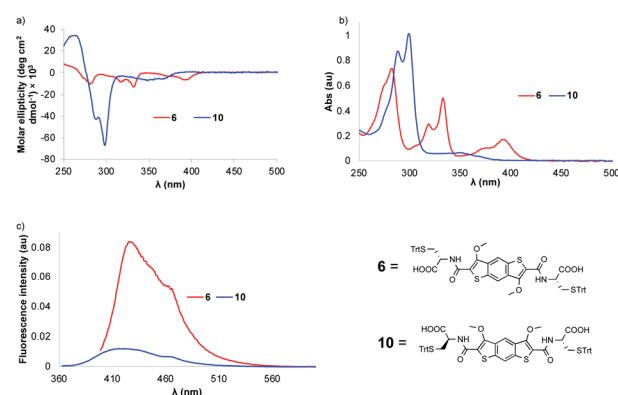 a)
Molar ellipticity (deg cm²
dmol⁻¹) × 10³
40
20
0
-20
-40
-60
-80
250 300 350 400 450 500
λ (nm)
6 10
b)
Abs (au)
1
0.8
0.6
0.4
0.2
0
250 300 350 400 450 500
λ (nm)
6 10
c)
Fluorescence intensity (au)
0.08
0.06
0.04
0.02
0
360 410 460 510 560
λ (nm)
6 10
6 =
TrtS
HOOC
NH
O
O
S
S
O
O
HN
COOH
STrt
10 =
HOOC
TrtS
NH
O
O
S
S
O
O
HN
COOH
STrt